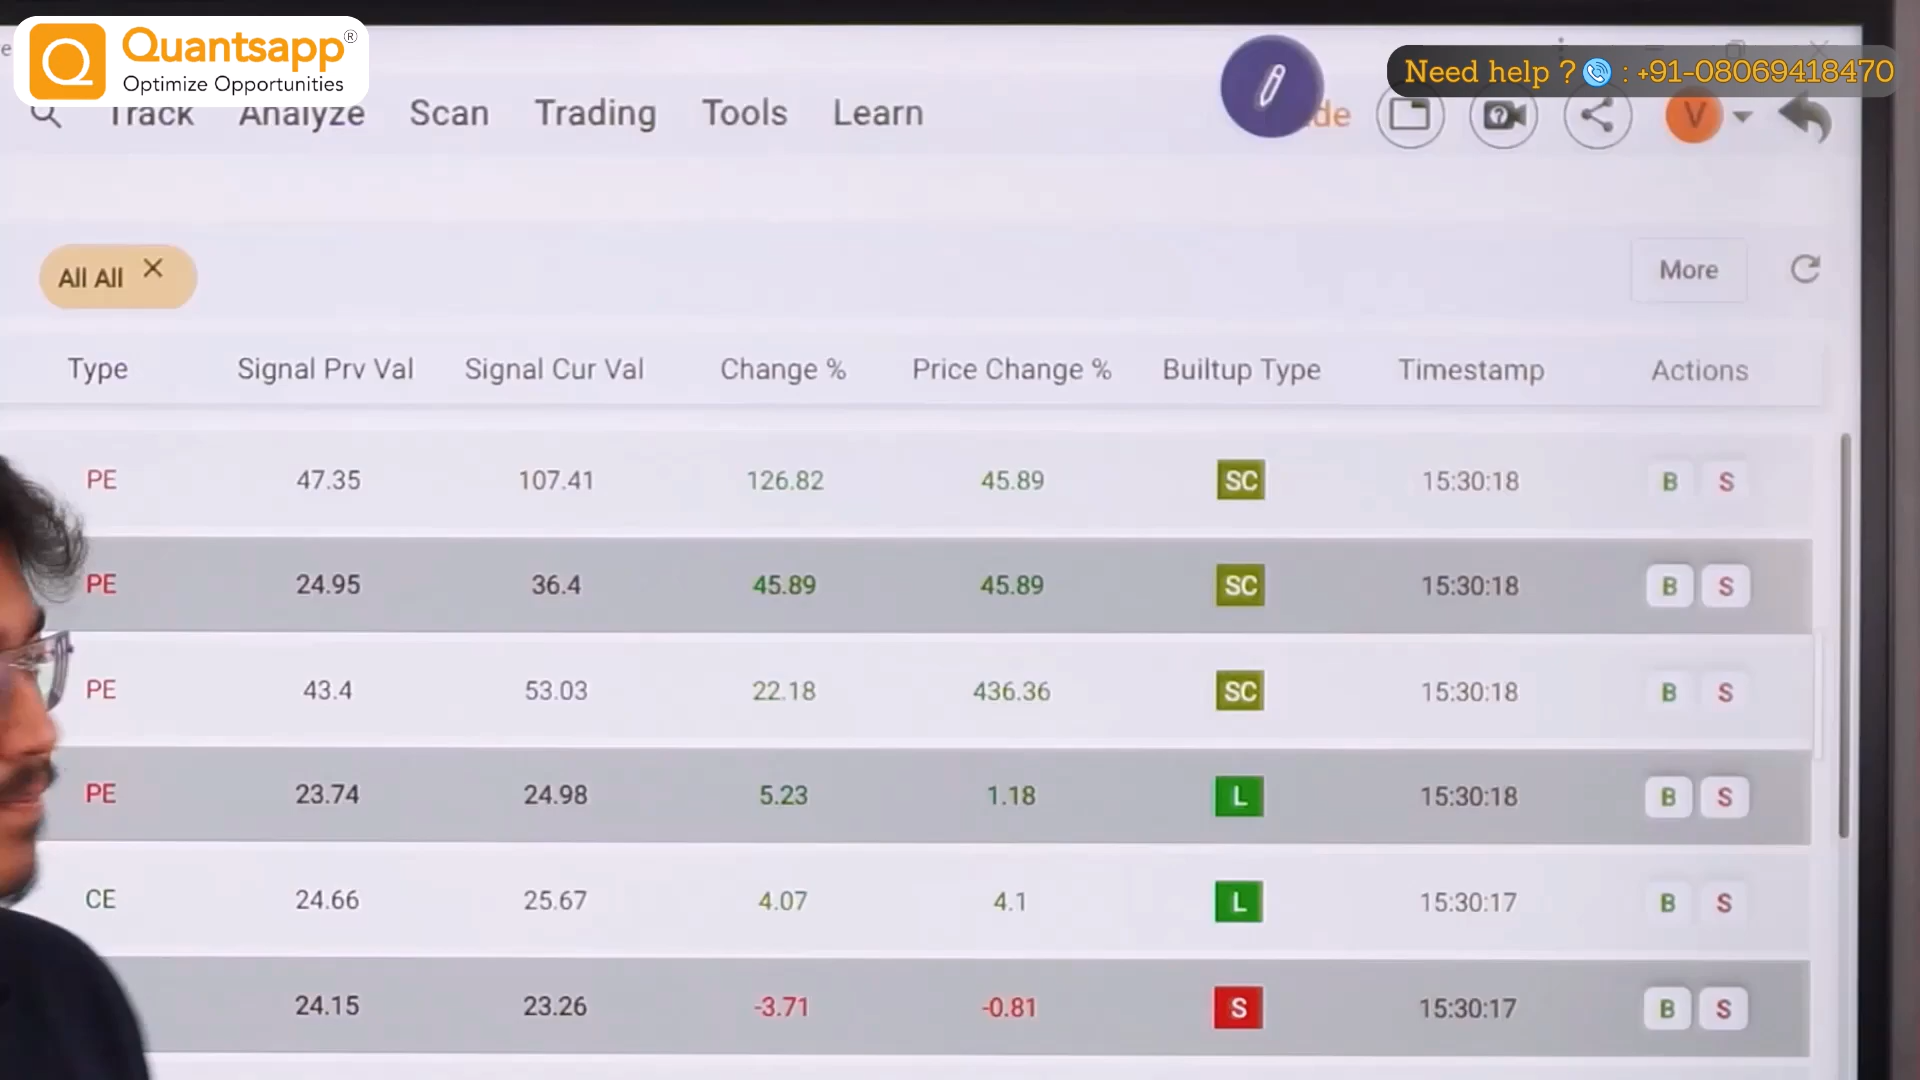 Quantsapp®
Optimize Opportunities
Need help ? : +91-08069418470
Track Analyze Scan Trading Tools Learn
V
All All ×
More
Type Signal Prv Val Signal Cur Val Change % Price Change % Builtup Type Timestamp Actions
PE 47.35 107.41 126.82 45.89 SC 15:30:18 B S
PE 24.95 36.4 45.89 45.89 SC 15:30:18 B S
PE 43.4 53.03 22.18 436.36 SC 15:30:18 B S
PE 23.74 24.98 5.23 1.18 L 15:30:18 B S
CE 24.66 25.67 4.07 4.1 L 15:30:17 B S
24.15 23.26 -3.71 -0.81 S 15:30:17 B S